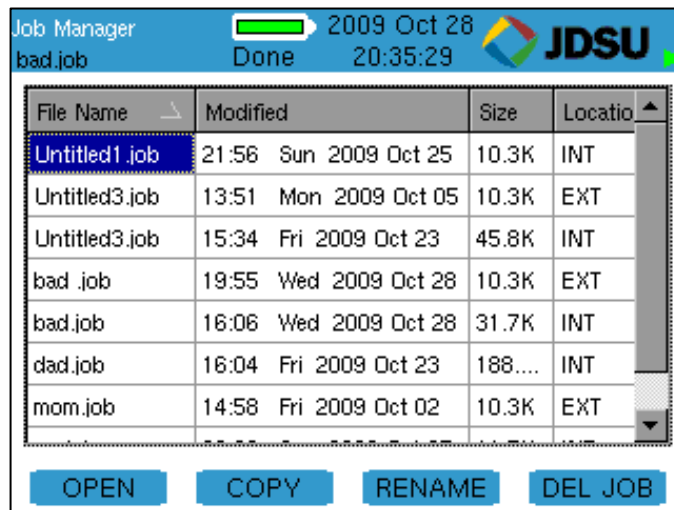 Job Manager 2009 Oct 28 JDSU
bad.job Done 20:35:29
File Name Modified Size Locatio
Untitled1.job 21:56 Sun 2009 Oct 25 10.3K INT
Untitled3.job 13:51 Mon 2009 Oct 05 10.3K EXT
Untitled3.job 15:34 Fri 2009 Oct 23 45.8K INT
bad .job 19:55 Wed 2009 Oct 28 10.3K EXT
bad.job 16:06 Wed 2009 Oct 28 31.7K INT
dad.job 16:04 Fri 2009 Oct 23 188.... INT
mom.job 14:58 Fri 2009 Oct 02 10.3K EXT
OPEN COPY RENAME DEL JOB